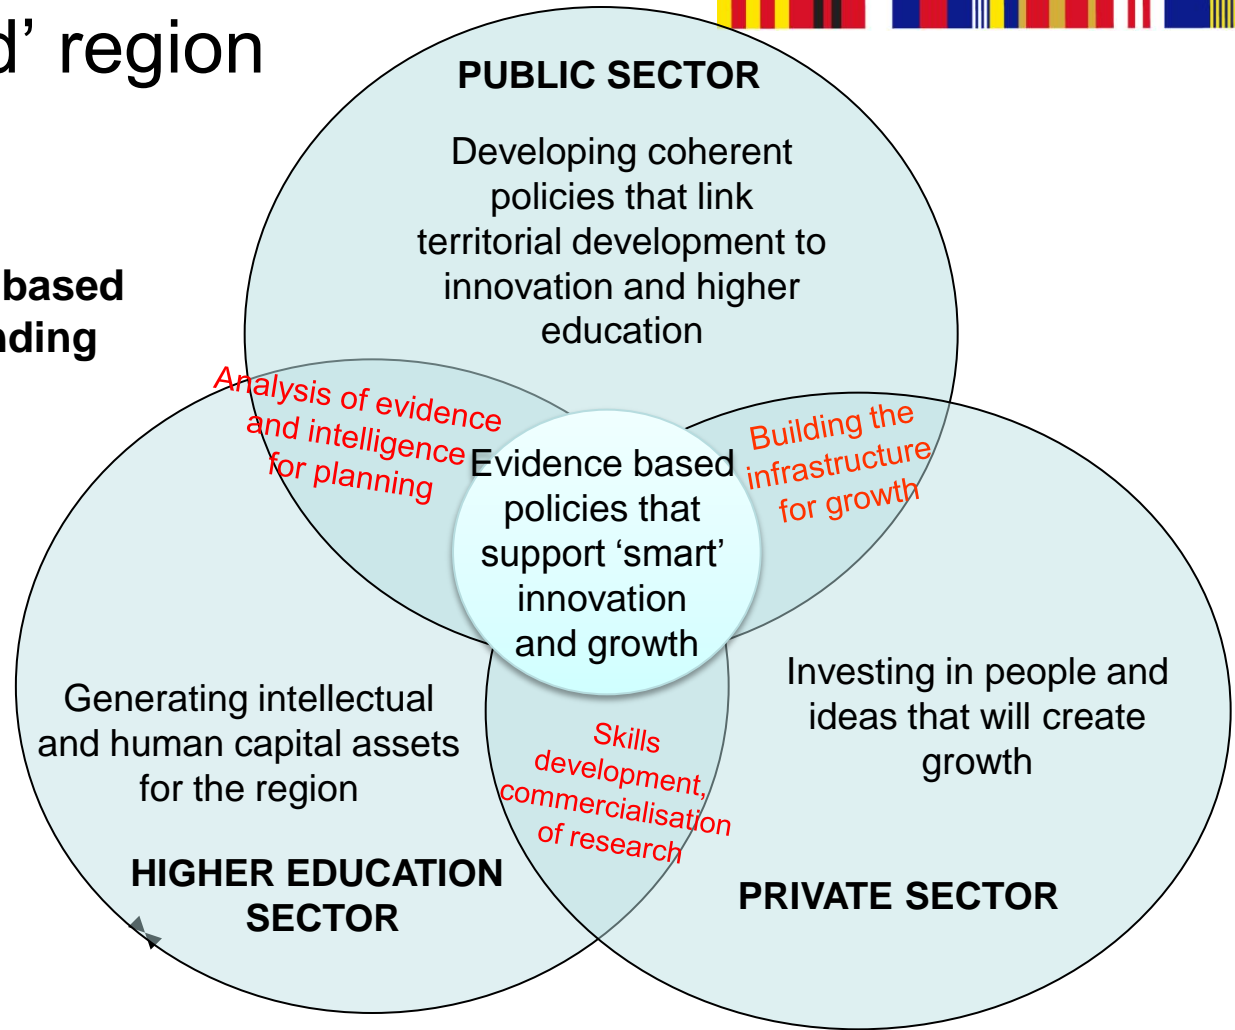 d’ region
PUBLIC SECTOR
Developing coherent
policies that link
territorial development to
innovation and higher
education
based
nding
Analysis of evidence
and intelligence
for planning
Building the
infrastructure
for growth
Evidence based
policies that
support ‘smart’
innovation
and growth
Generating intellectual
and human capital assets
for the region
HIGHER EDUCATION
SECTOR
Skills
development,
commercialisation
of research
Investing in people and
ideas that will create
growth
PRIVATE SECTOR